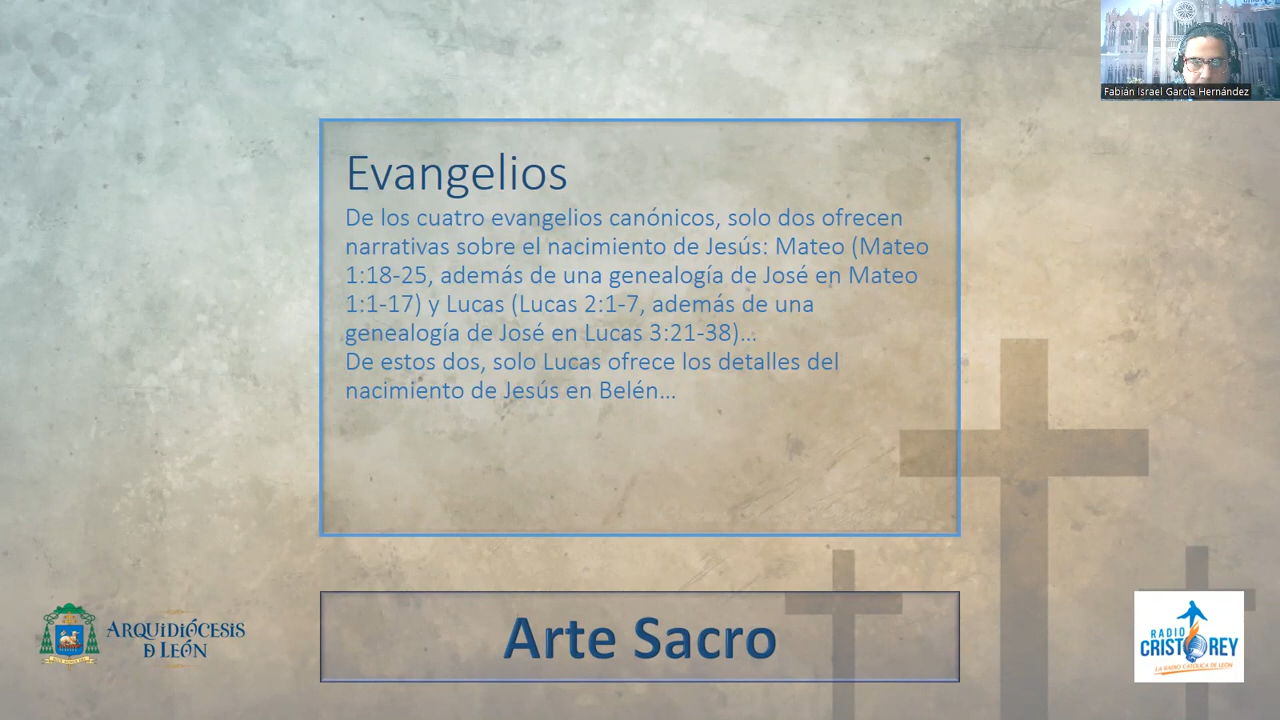 Fabián Israel García Hernández
Evangelios
De los cuatro evangelios canónicos, solo dos ofrecen
narrativas sobre el nacimiento de Jesús: Mateo (Mateo
1:18-25, además de una genealogía de José en Mateo
1:1-17) y Lucas (Lucas 2:1-7, además de una
genealogía de José en Lucas 3:21-38)...
De estos dos, solo Lucas ofrece los detalles del
nacimiento de Jesús en Belén...
Arte Sacro
ARQUIDIÓCESIS
D LEÓN
RADIO
CRISTO REY
LA RADIO CATÓLICA DE LEÓN